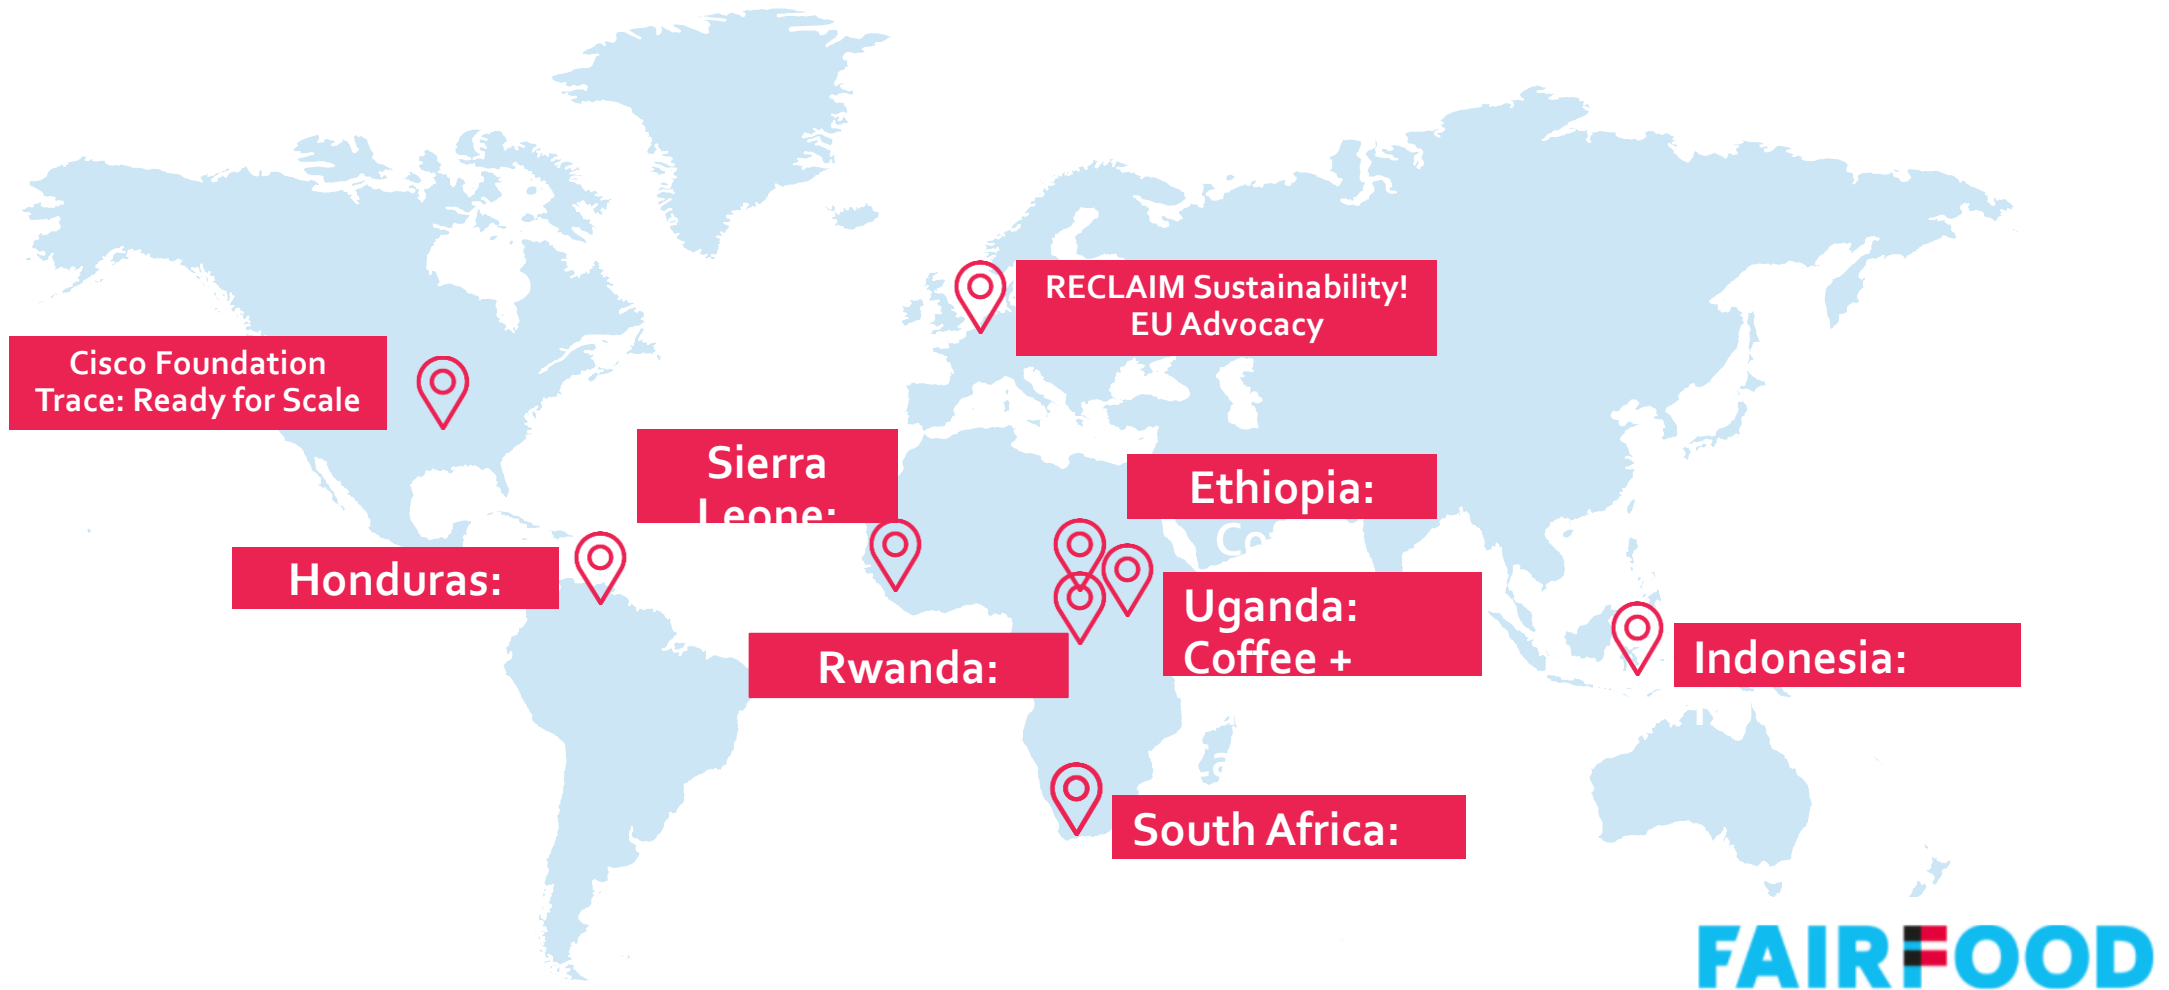 RECLAIM Sustainability!
EU Advocacy
Cisco Foundation
Trace: Ready for Scale
Sierra
Leone:
Ethiopia:
Honduras:
Uganda:
Coffee +
Rwanda:
Indonesia:
South Africa:
FAIRFOOD